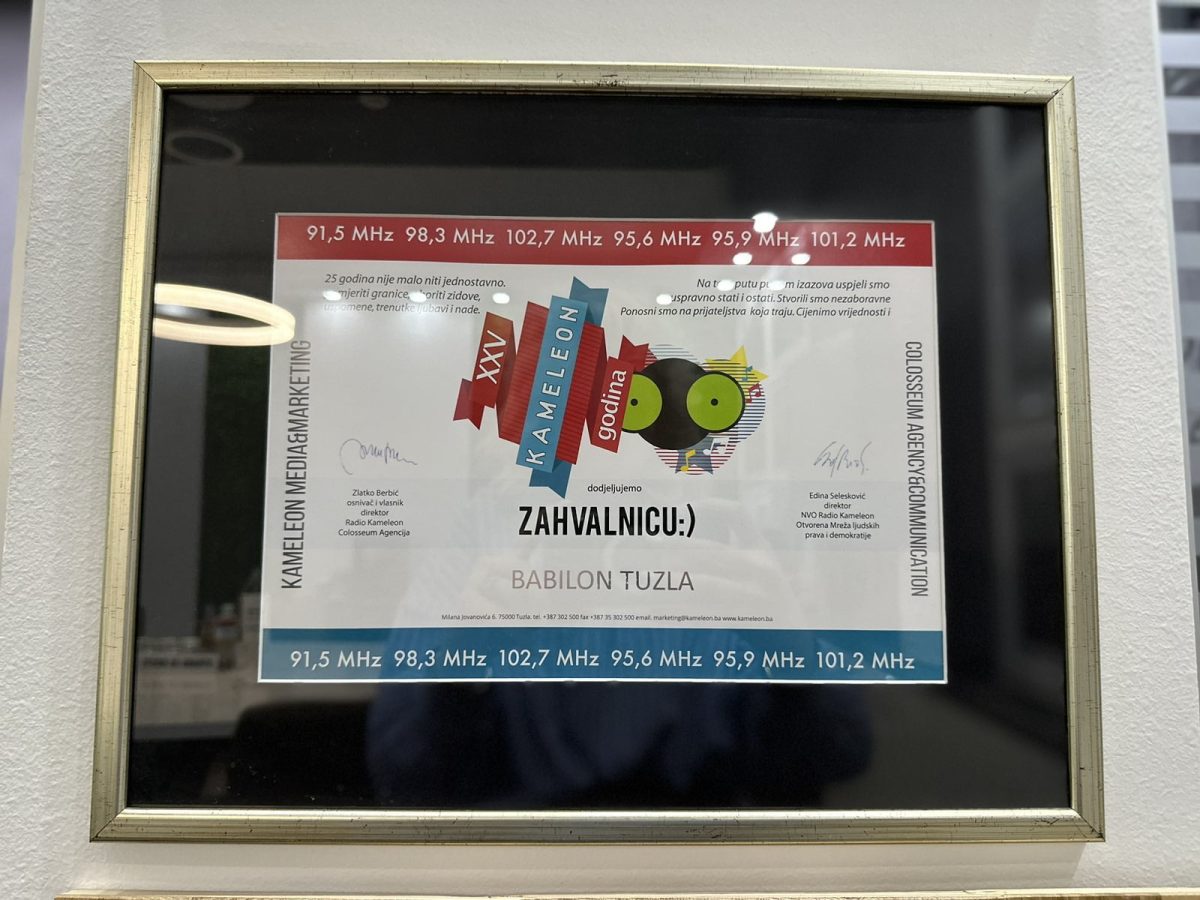 91,5 MHz 98,3 MHz 102,7 MHz 95,6 MHz 95,9 MHz 101,2 MHz
25 godina nije malo niti jednostavno.
granice, zidove,
trenutke ljubavi i nade.
Na putu izazova uspjeli smo
uspravno stati i ostati. Stvorili smo nezaboravne
Ponosni smo na prijateljstva koja traju. Cijenimo vrijednosti i
KAMELEON MEDIA&MARKETING
XXV
KAMELEON
godina
COLOSSEUM AGENCY&COMMUNICATION
dodjeljujemo
ZAHVALNICU:)
BABILON TUZLA
Zlatko Berbić
osnivač i vlasnik
direktor
Radio Kameleon
Colosseum Agencija
Edina Selesković
direktor
NVO Radio Kameleon
Otvorena Mreža ljudskih
prava i demokratije
Milana Jovanovića 6. 75000 Tuzla. tel. +387 302 500 fax +387 35 302 500 email. marketing@kameleon.ba www.kameleon.ba
91,5 MHz 98,3 MHz 102,7 MHz 95,6 MHz 95,9 MHz 101,2 MHz